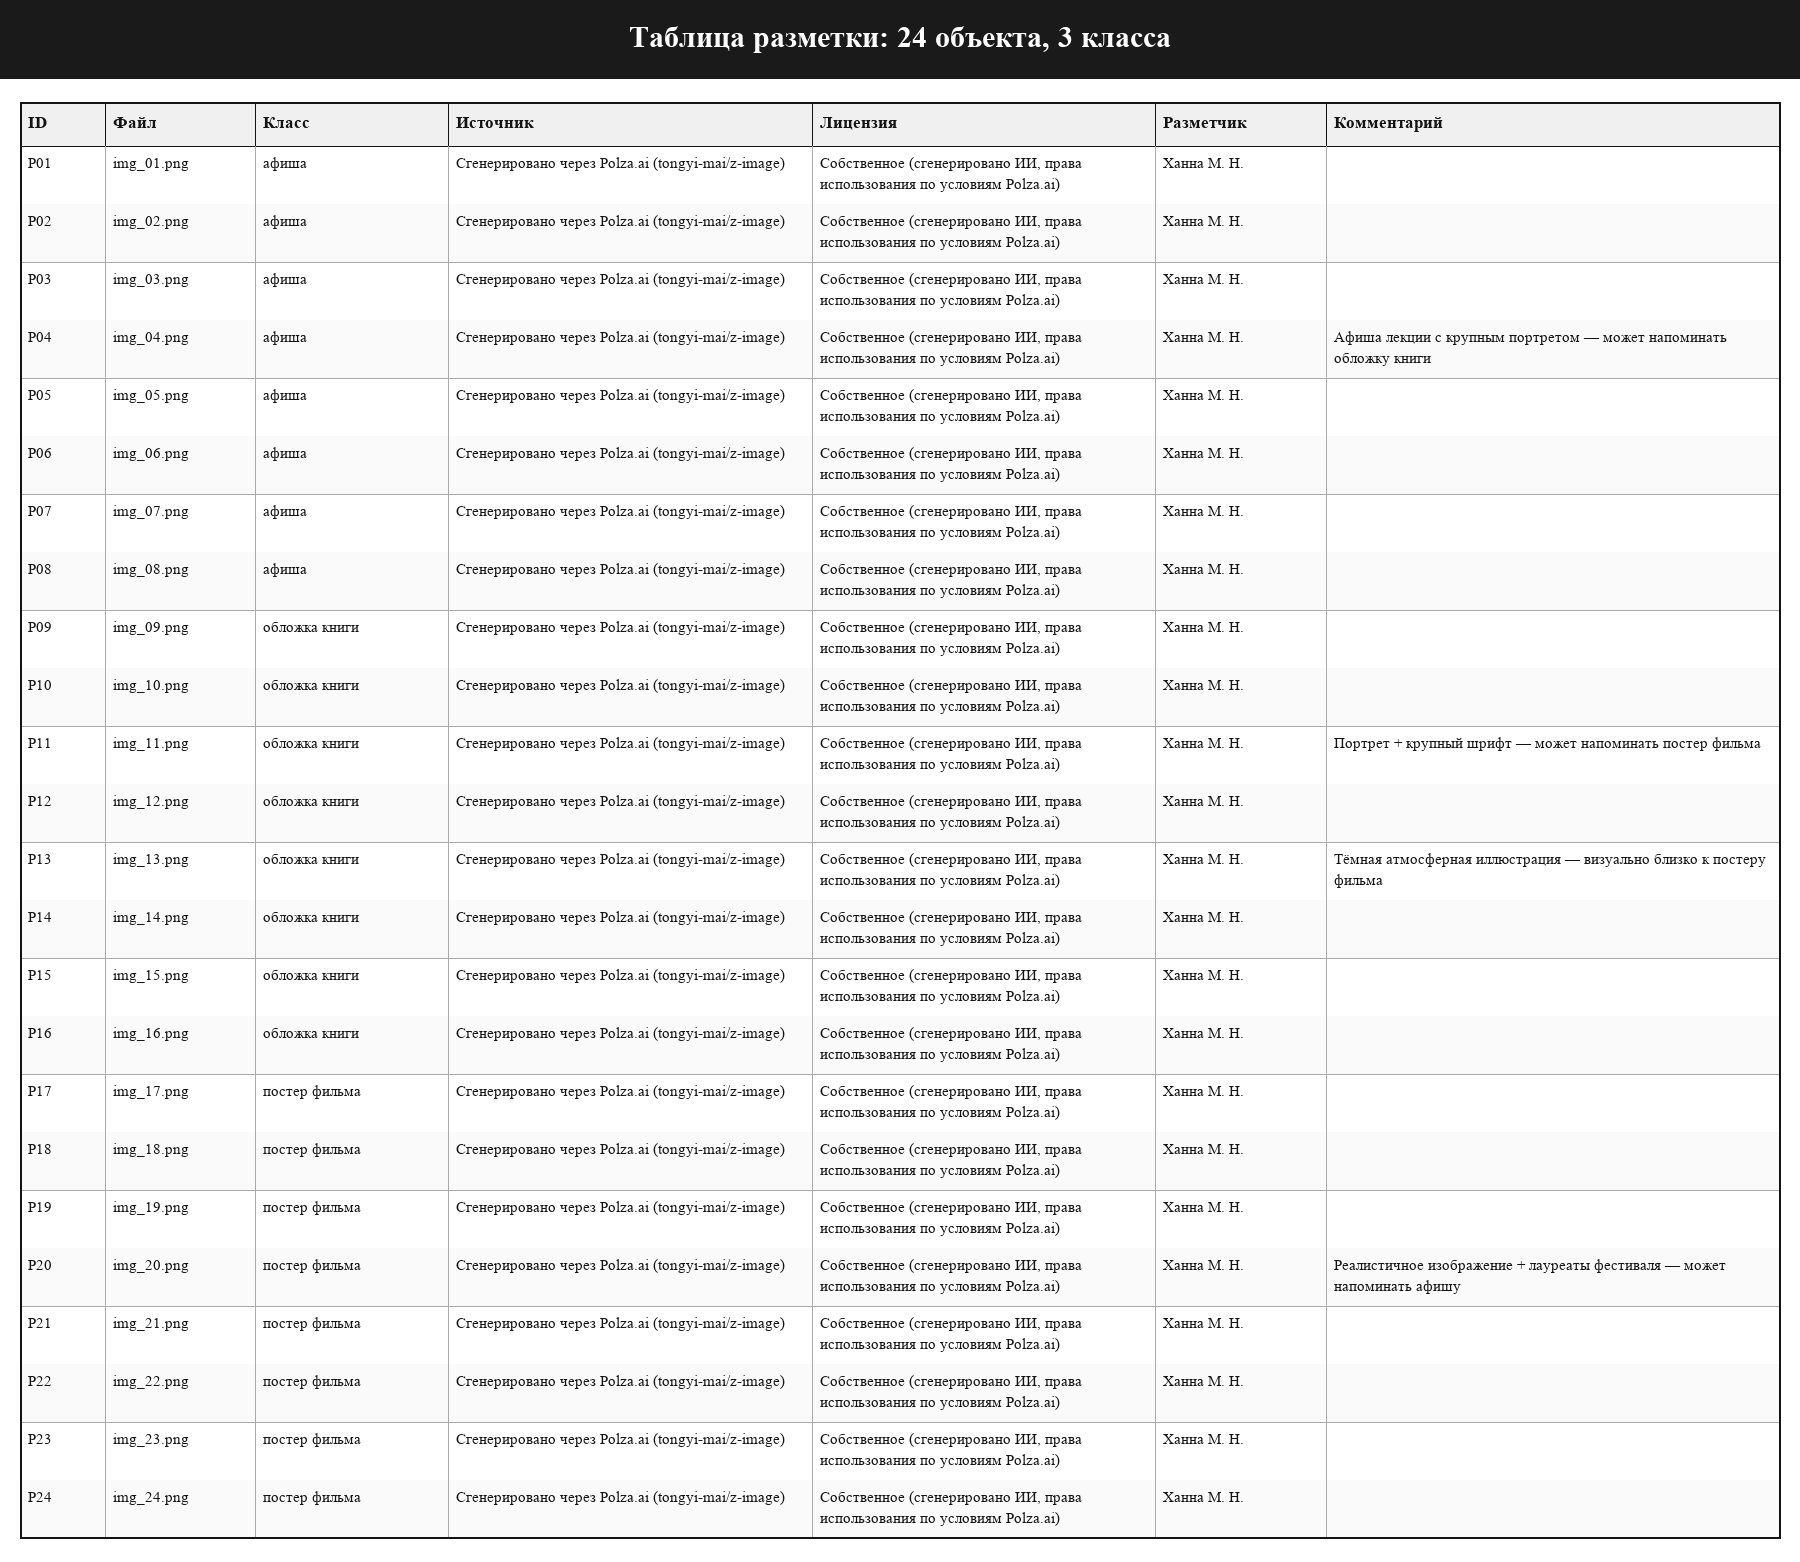 Таблица разметки: 24 объекта, 3 класса
ID Файл Класс Источник Лицензия Разметчик Комментарий
P01 img_01.png афиша Сгенерировано через Polza.ai (tongyi-mai/z-image) Собственное (сгенерировано ИИ, права Ханна М. Н.
использования по условиям Polza.ai)
P02 img_02.png афиша Сгенерировано через Polza.ai (tongyi-mai/z-image) Собственное (сгенерировано ИИ, права Ханна М. Н.
использования по условиям Polza.ai)
P03 img_03.png афиша Сгенерировано через Polza.ai (tongyi-mai/z-image) Собственное (сгенерировано ИИ, права Ханна М. Н.
использования по условиям Polza.ai)
P04 img_04.png афиша Сгенерировано через Polza.ai (tongyi-mai/z-image) Собственное (сгенерировано ИИ, права Ханна М. Н. Афиша лекции с крупным портретом — может напоминать
использования по условиям Polza.ai) обложку книги
P05 img_05.png афиша Сгенерировано через Polza.ai (tongyi-mai/z-image) Собственное (сгенерировано ИИ, права Ханна М. Н.
использования по условиям Polza.ai)
P06 img_06.png афиша Сгенерировано через Polza.ai (tongyi-mai/z-image) Собственное (сгенерировано ИИ, права Ханна М. Н.
использования по условиям Polza.ai)
P07 img_07.png афиша Сгенерировано через Polza.ai (tongyi-mai/z-image) Собственное (сгенерировано ИИ, права Ханна М. Н.
использования по условиям Polza.ai)
P08 img_08.png афиша Сгенерировано через Polza.ai (tongyi-mai/z-image) Собственное (сгенерировано ИИ, права Ханна М. Н.
использования по условиям Polza.ai)
P09 img_09.png обложка книги Сгенерировано через Polza.ai (tongyi-mai/z-image) Собственное (сгенерировано ИИ, права Ханна М. Н.
использования по условиям Polza.ai)
P10 img_10.png обложка книги Сгенерировано через Polza.ai (tongyi-mai/z-image) Собственное (сгенерировано ИИ, права Ханна М. Н.
использования по условиям Polza.ai)
P11 img_11.png обложка книги Сгенерировано через Polza.ai (tongyi-mai/z-image) Собственное (сгенерировано ИИ, права Ханна М. Н. Портрет + крупный шрифт — может напоминать постер фильма
использования по условиям Polza.ai)
P12 img_12.png обложка книги Сгенерировано через Polza.ai (tongyi-mai/z-image) Собственное (сгенерировано ИИ, права Ханна М. Н.
использования по условиям Polza.ai)
P13 img_13.png обложка книги Сгенерировано через Polza.ai (tongyi-mai/z-image) Собственное (сгенерировано ИИ, права Ханна М. Н. Тёмная атмосферная иллюстрация — визуально близко к постеру
использования по условиям Polza.ai) фильма
P14 img_14.png обложка книги Сгенерировано через Polza.ai (tongyi-mai/z-image) Собственное (сгенерировано ИИ, права Ханна М. Н.
использования по условиям Polza.ai)
P15 img_15.png обложка книги Сгенерировано через Polza.ai (tongyi-mai/z-image) Собственное (сгенерировано ИИ, права Ханна М. Н.
использования по условиям Polza.ai)
P16 img_16.png обложка книги Сгенерировано через Polza.ai (tongyi-mai/z-image) Собственное (сгенерировано ИИ, права Ханна М. Н.
использования по условиям Polza.ai)
P17 img_17.png постер фильма Сгенерировано через Polza.ai (tongyi-mai/z-image) Собственное (сгенерировано ИИ, права Ханна М. Н.
использования по условиям Polza.ai)
P18 img_18.png постер фильма Сгенерировано через Polza.ai (tongyi-mai/z-image) Собственное (сгенерировано ИИ, права Ханна М. Н.
использования по условиям Polza.ai)
P19 img_19.png постер фильма Сгенерировано через Polza.ai (tongyi-mai/z-image) Собственное (сгенерировано ИИ, права Ханна М. Н.
использования по условиям Polza.ai)
P20 img_20.png постер фильма Сгенерировано через Polza.ai (tongyi-mai/z-image) Собственное (сгенерировано ИИ, права Ханна М. Н. Реалистичное изображение + лауреаты фестиваля — может
использования по условиям Polza.ai) напоминать афишу
P21 img_21.png постер фильма Сгенерировано через Polza.ai (tongyi-mai/z-image) Собственное (сгенерировано ИИ, права Ханна М. Н.
использования по условиям Polza.ai)
P22 img_22.png постер фильма Сгенерировано через Polza.ai (tongyi-mai/z-image) Собственное (сгенерировано ИИ, права Ханна М. Н.
использования по условиям Polza.ai)
P23 img_23.png постер фильма Сгенерировано через Polza.ai (tongyi-mai/z-image) Собственное (сгенерировано ИИ, права Ханна М. Н.
использования по условиям Polza.ai)
P24 img_24.png постер фильма Сгенерировано через Polza.ai (tongyi-mai/z-image) Собственное (сгенерировано ИИ, права Ханна М. Н.
использования по условиям Polza.ai)